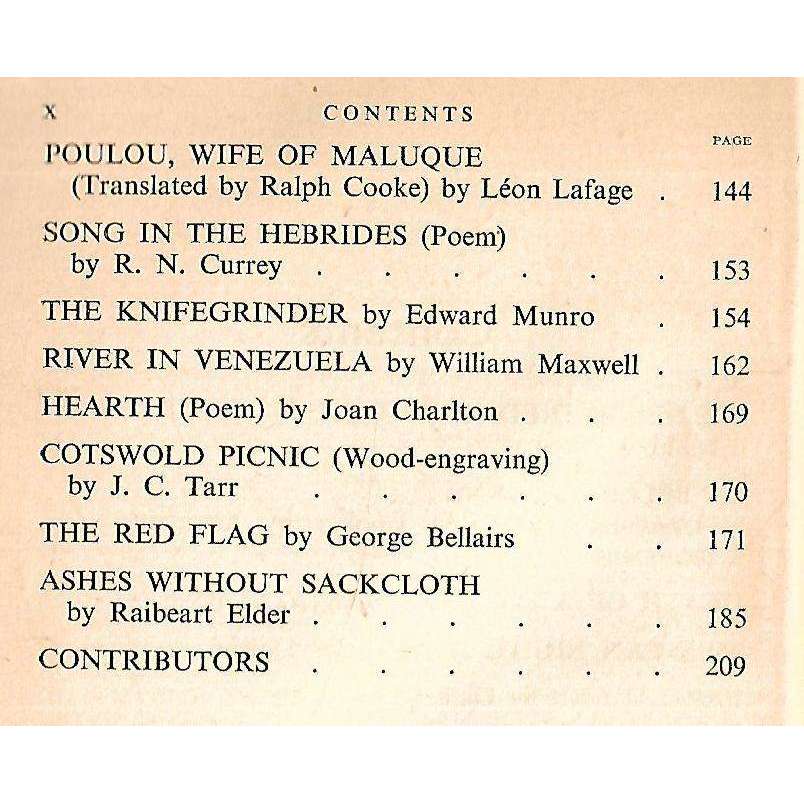 x CONTENTS
PAGE
POULOU, WIFE OF MALUQUE
(Translated by Ralph Cooke) by Léon Lafage . 144
SONG IN THE HEBRIDES (Poem)
by R. N. Currey . . . . . . 153
THE KNIFEGRINDER by Edward Munro . 154
RIVER IN VENEZUELA by William Maxwell . 162
HEARTH (Poem) by Joan Charlton . . . 169
COTSWOLD PICNIC (Wood-engraving)
by J. C. Tarr . . . . . . 170
THE RED FLAG by George Bellairs . . 171
ASHES WITHOUT SACKCLOTH
by Raibeart Elder . . . . . . 185
CONTRIBUTORS . . . . . . 209